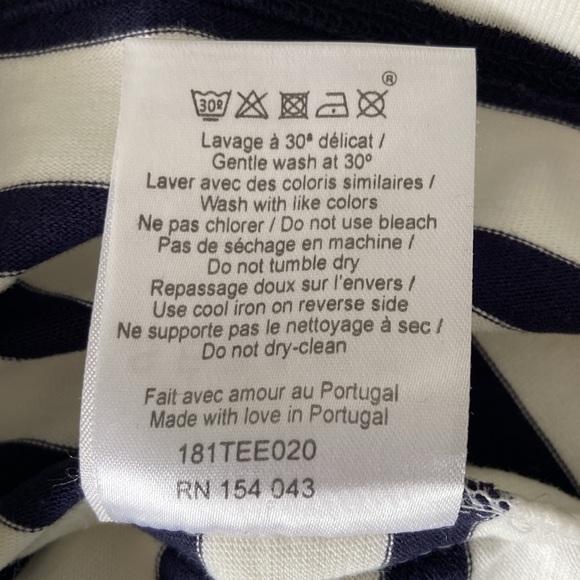 ®
30º
Lavage à 30ª délicat /
Gentle wash at 30º
Laver avec des coloris similaires /
Wash with like colors
Ne pas chlorer / Do not use bleach
Pas de séchage en machine /
Do not tumble dry
Repassage doux sur l'envers /
Use cool iron on reverse side
Ne supporte pas le nettoyage à sec /
Do not dry-clean
Fait avec amour au Portugal
Made with love in Portugal
181TEE020
RN 154 043